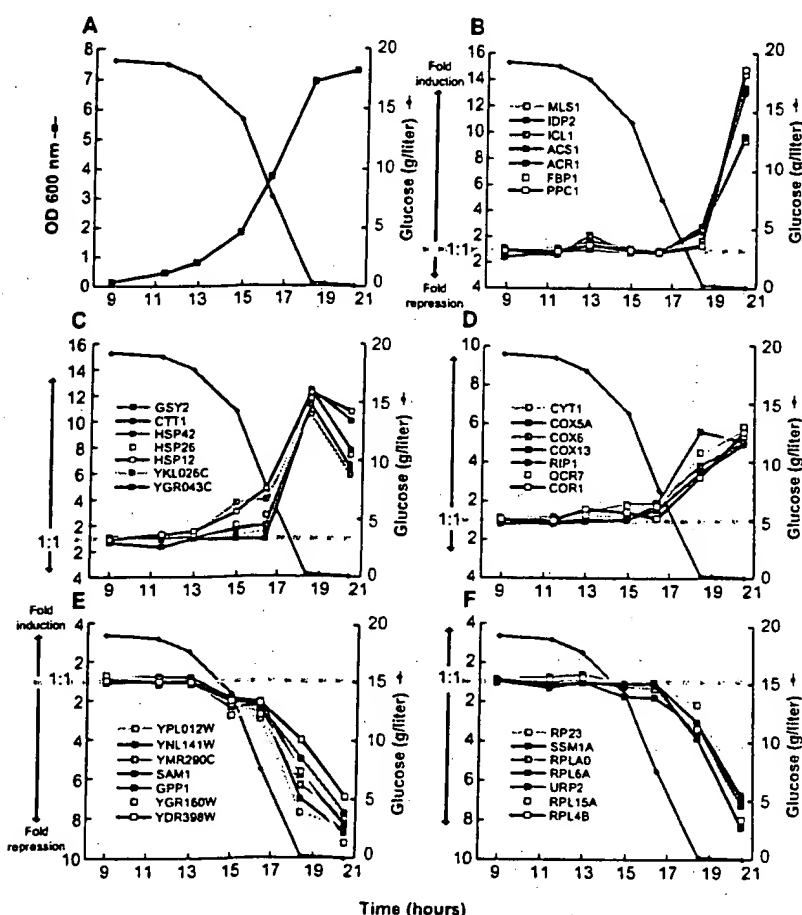 A
OD 600 nm
8
7
6
5
4
3
2
1
0
20
15
10
5
0
Glucose (g/liter)
9 11 13 15 17 19 21
B
Fold
induction
1:1
Fold
repression
16
14
12
10
8
6
4
2
2
4
MLS1
IDP2
ICL1
ACS1
ACR1
FBP1
PPC1
20
15
10
5
0
Glucose (g/liter)
9 11 13 15 17 19 21
C
1:1
16
14
12
10
8
6
4
2
2
4
GSY2
CTT1
HSP42
HSP26
HSP12
YKL026C
YGR043C
20
15
10
5
0
Glucose (g/liter)
9 11 13 15 17 19 21
D
1:1
10
8
6
4
2
2
4
CYT1
COX5A
COX6
COX13
RIP1
QCR7
COR1
20
15
10
5
0
Glucose (g/liter)
9 11 13 15 17 19 21
E
Fold
induction
1:1
Fold
repression
4
2
2
4
6
8
10
YPL012W
YNL141W
YMR290C
SAM1
GPP1
YGR160W
YDR398W
20
15
10
5
0
Glucose (g/liter)
9 11 13 15 17 19 21
F
1:1
4
2
2
4
6
8
10
RP23
SSM1A
RPLA0
RPL6A
URP2
RPL15A
RPL4B
20
15
10
5
0
Glucose (g/liter)
9 11 13 15 17 19 21
Time (hours)